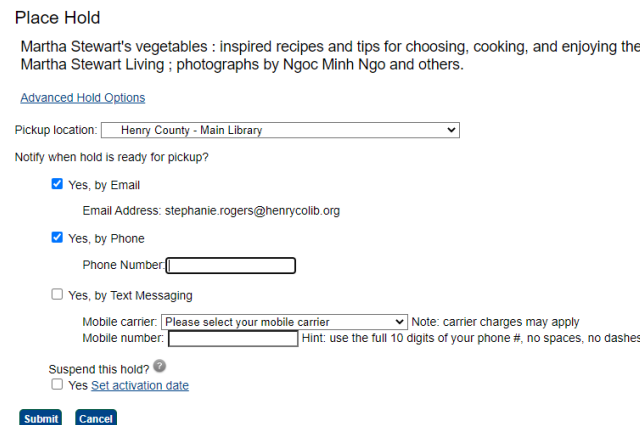 Place Hold
Martha Stewart's vegetables : inspired recipes and tips for choosing, cooking, and enjoying the
Martha Stewart Living ; photographs by Ngoc Minh Ngo and others.
Advanced Hold Options
Pickup location: Henry County - Main Library
Notify when hold is ready for pickup?
Yes, by Email
Email Address: stephanie.rogers@henrycolib.org
Yes, by Phone
Phone Number:
Yes, by Text Messaging
Mobile carrier: Please select your mobile carrier Note: carrier charges may apply
Mobile number: Hint: use the full 10 digits of your phone #, no spaces, no dashes
Suspend this hold? ?
Yes Set activation date
Submit Cancel